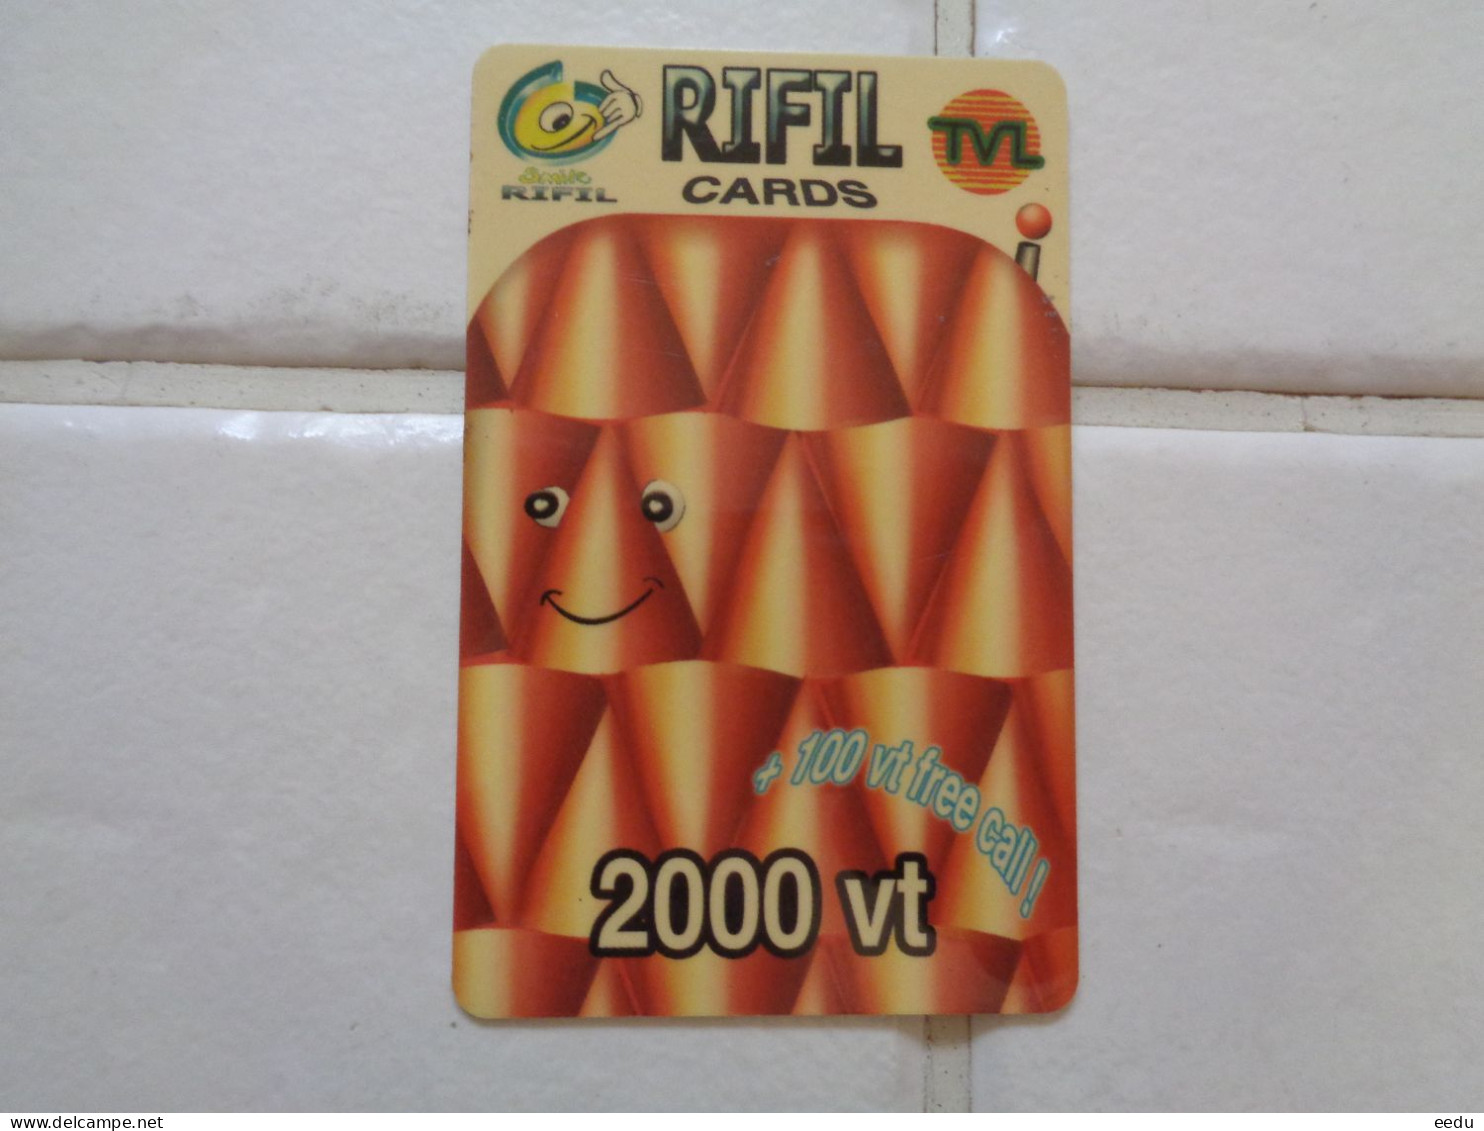 RIFIL
CARDS
TVL
Smile
RIFIL
i
+ 100 vt free call !
2000 vt
www.delcampe.net
eedu